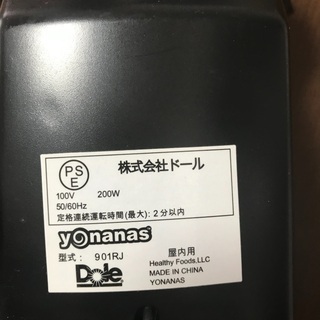 PS
E
株式会社ドール
100V 200W
50/60Hz
定格連続運転時間(最大): 2分以内
yonanas
屋内用
型式: 901RJ
Healthy Foods,LLC
Dole
MADE IN CHINA
YONANAS